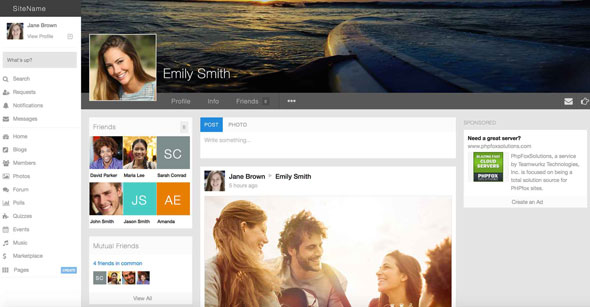 SiteName
Jane Brown
View Profile
What's up?
Search
Requests
Notifications
Messages
Home
Blogs
Members
Photos
Forum
Polls
Quizzes
Events
Music
Marketplace
Pages
Emily Smith
Profile
Info
Friends 6
Friends 6
SC
David Parker
Maria Lee
Sarah Conrad
JS
AE
John Smith
Jason Smith
Amanda
Mutual Friends
4 friends in common
SC
View All
POST
PHOTO
Write something...
Jane Brown
Emily Smith
5 hours ago
SPONSORED
Need a great server?
www.phpfoxsolutions.com
CLOUD
SERVERS
PHPFOX
PhpFoxSolutions, a service
by Teamwurkz Technologies,
Inc, is focused on being a
total solution source for
PHPfox sites.
Create an Ad